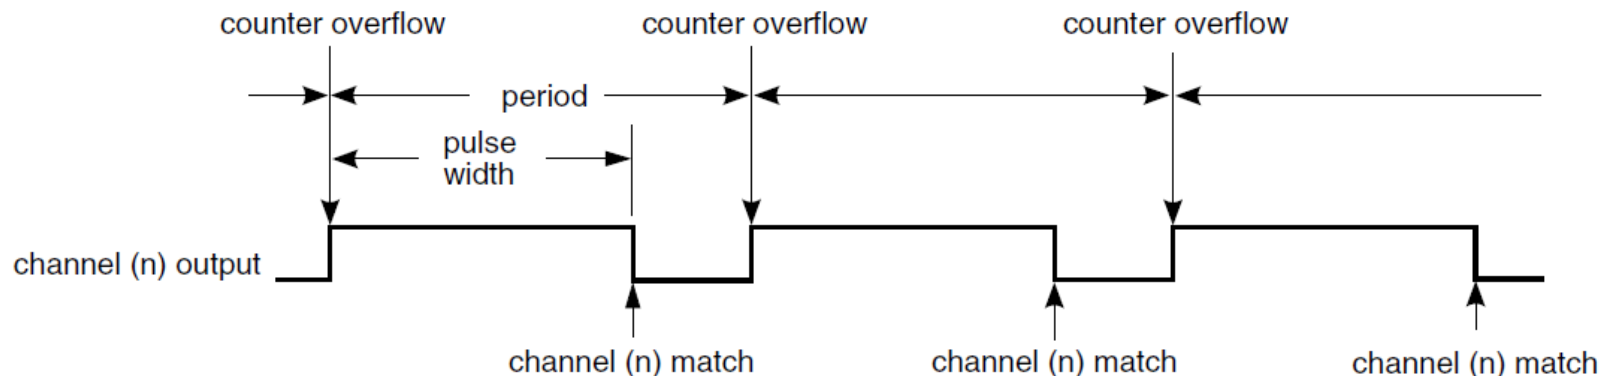 counter overflow counter overflow counter overflow
period
pulse
width
channel (n) output
channel (n) match channel (n) match channel (n) match